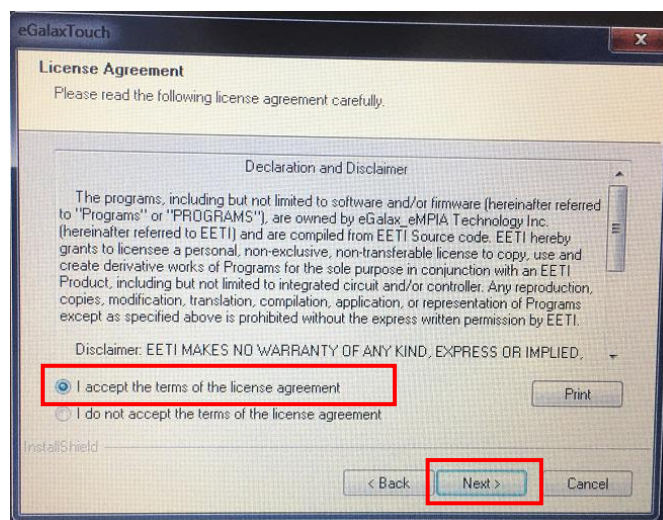 eGalaxTouch
License Agreement
Please read the following license agreement carefully.
Declaration and Disclaimer
The programs, including but not limited to software and/or firmware (hereinafter referred
to "Programs" or "PROGRAMS"), are owned by eGalax_eMPIA Technology Inc.
(hereinafter referred to EETI) and are compiled from EETI Source code. EETI hereby
grants to licensee a personal, non-exclusive, non-transferable license to copy, use and
create derivative works of Programs for the sole purpose in conjunction with an EETI
Product, including but not limited to integrated circuit and/or controller. Any reproduction,
copies, modification, translation, compilation, application, or representation of Programs
except as specified above is prohibited without the express written permission by EETI.
Disclaimer: EETI MAKES NO WARRANTY OF ANY KIND, EXPRESS OR IMPLIED,
I accept the terms of the license agreement
Print
I do not accept the terms of the license agreement
InstallShield
< Back Next > Cancel